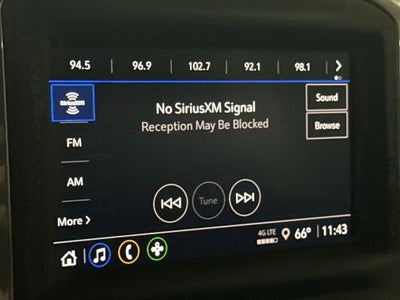 94.5 | 96.9 | 102.7 | 92.1 | 98.1 >
SiriusXM
No SiriusXM Signal
Reception May Be Blocked
Sound
Browse
FM
AM
More >
Tune
4G LTE
66° 11:43